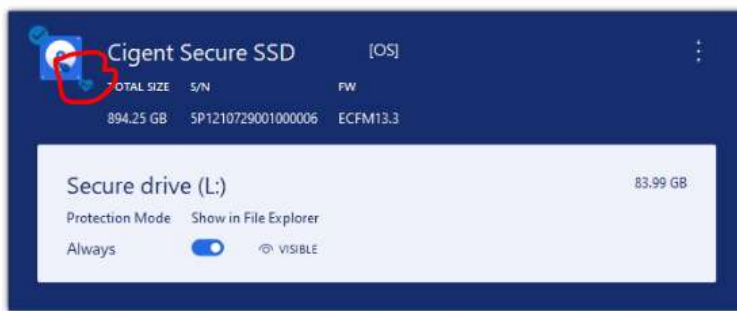 Cigent Secure SSD [OS]
TOTAL SIZE S/N FW
894.25 GB 5P1210729001000006 ECFM13.3
Secure drive (L:) 83.99 GB
Protection Mode Show in File Explorer
Always VISIBLE